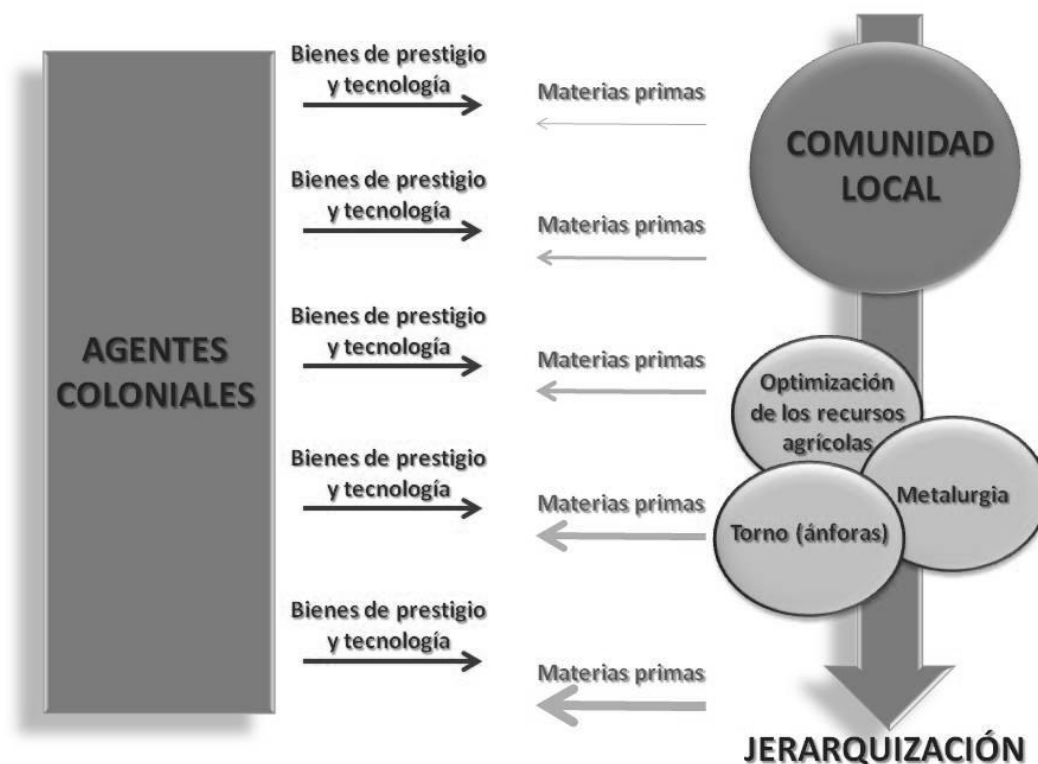 AGENTES
COLONIALES
Bienes de prestigio
y tecnología
Materias primas
Bienes de prestigio
y tecnología
Materias primas
Bienes de prestigio
y tecnología
Materias primas
Bienes de prestigio
y tecnología
Materias primas
Bienes de prestigio
y tecnología
Materias primas
COMUNIDAD
LOCAL
Optimización
de los recursos
agrícolas
Metalurgia
Torno (ánforas)
JERARQUIZACIÓN